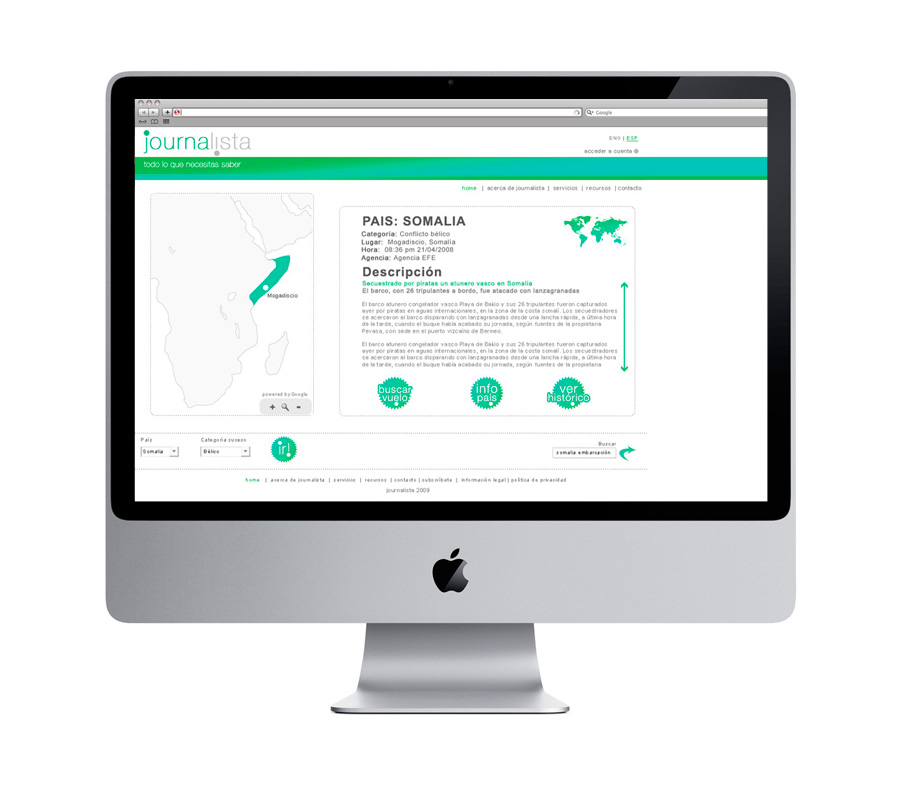 Google
journalista
ENG | ESP
acceder a cuenta
todo lo que necesitas saber
home | acerca de journalista | servicios | recursos | contacto
PAIS: SOMALIA
Categoría: Conflicto bélico
Lugar: Mogadiscio. Somalia
Hora: 08:36 pm 21/04/2008
Agencia: Agencia EFE
Descripción
Secuestrado por piratas un atunero vasco en Somalia
El barco, con 26 tripulantes a bordo, fue atacado con lanzagranadas
El barco atunero congelador vasco Playa de Bakio y sus 26 tripulantes fueron capturados
ayer por piratas en aguas internacionales, en la zona de la costa somalí. Los secuestradores
se acercaron al barco disparando con lanzagranadas desde una lancha rápida, a última hora
de la tarde, cuando el buque había acabado su jornada, según fuentes de la propietaria
Pevasa, con sede en el puerto vizcaíno de Bermeo.
El barco atunero congelador vasco Playa de Bakio y sus 26 tripulantes fueron capturados
ayer por piratas en aguas internacionales, en la zona de la costa somalí. Los secuestradores
se acercaron al barco disparando con lanzagranadas desde una lancha rápida, a última hora
de la tarde, cuando el buque había acabado su jornada, según fuentes de la propietaria
buscar
vuelo
info
país
ver
histórico
Mogadiscio
powered by Google
+ -
País
Somalia
Categoría suceso
Bélico
ir!
Buscar
somalia embarcación
home | acerca de journalista | servicios | recursos | contacto | subscríbete | información legal | política de privacidad
journalista 2009